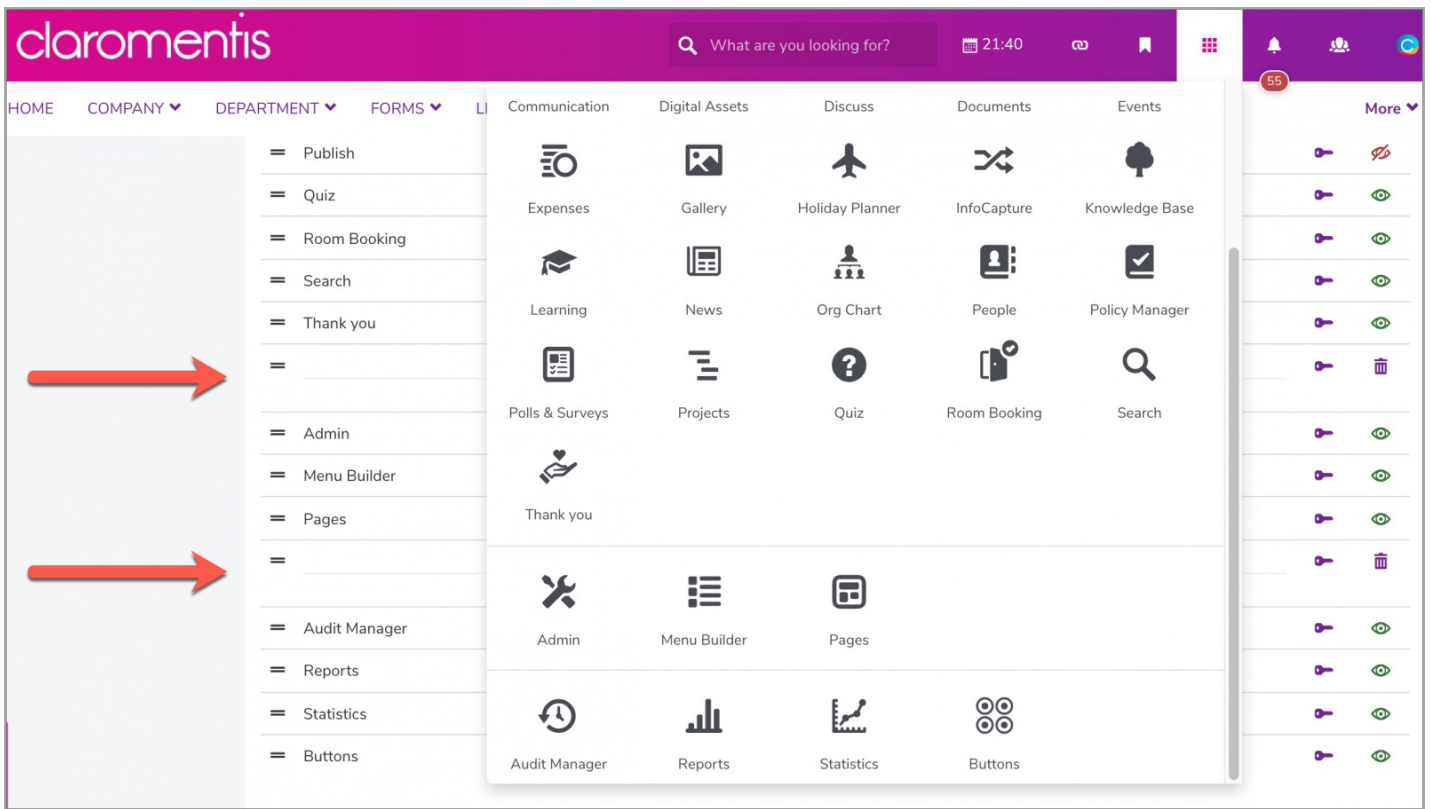 claromentis
What are you looking for?
21:40
55
HOME COMPANY DEPARTMENT FORMS
More
Communication Digital Assets Discuss Documents Events
Expenses Gallery Holiday Planner InfoCapture Knowledge Base
Learning News Org Chart People Policy Manager
Polls & Surveys Projects Quiz Room Booking Search
Thank you
Admin Menu Builder Pages
Audit Manager Reports Statistics Buttons
Publish
Quiz
Room Booking
Search
Thank you
Admin
Menu Builder
Pages
Audit Manager
Reports
Statistics
Buttons